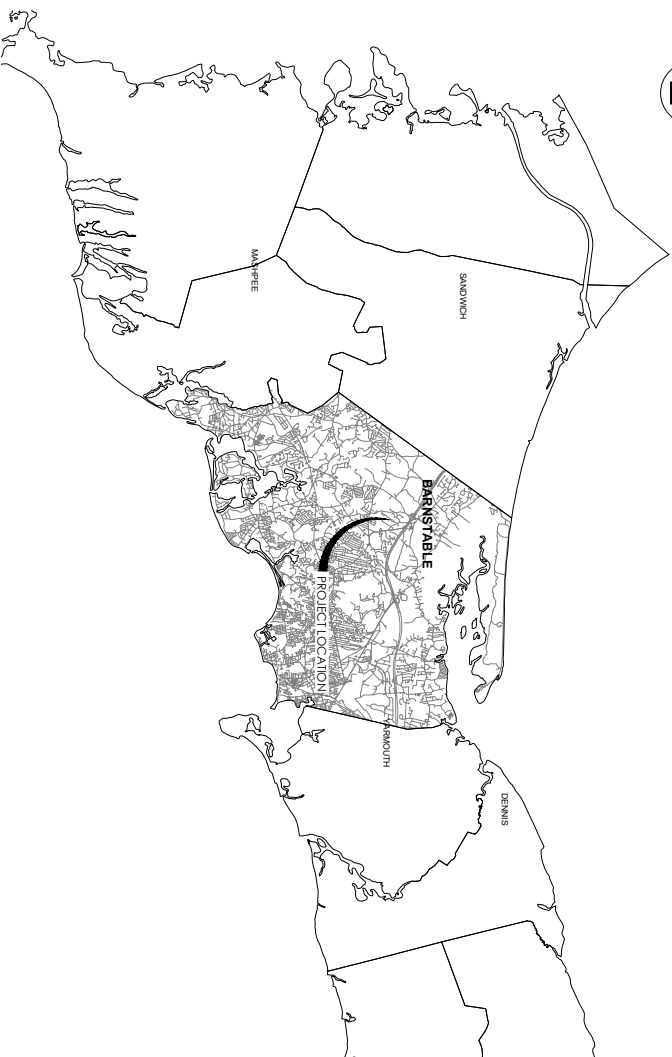 MASHPEE
SANDWICH
BARNSTABLE
PROJECT LOCATION
YARMOUTH
DENNIS